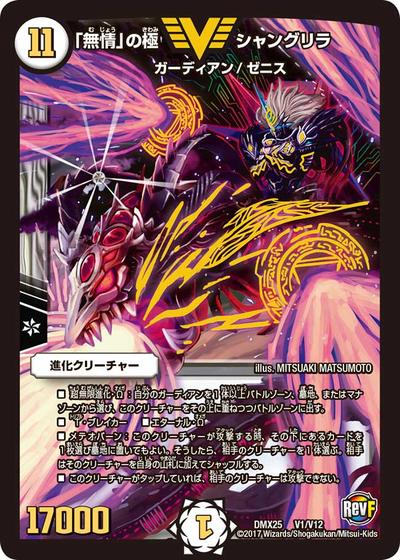 11
「無情」の極 シャングリラ
むじょう きわみ
ガーディアン/ゼニス
illus. MITSUAKI MATSUMOTO
進化クリーチャー
■超無限進化・Ω:自分のガーディアンを1体以上バトルゾーン、墓地、またはマナ
ゾーンから選び、このクリーチャーをその上に重ねつつバトルゾーンに出す。
■T・ブレイカー ■エターナル・Ω
■メテオバーン:このクリーチャーが攻撃する時、その下にあるカードを
1枚選び墓地に置いてもよい。そうしたら、相手のクリーチャーを1体選ぶ。相手
はそのクリーチャーを自身の山札に加えてシャッフルする。
■このクリーチャーがタップしていれば、相手のクリーチャーは攻撃できない。
RevF
17000
1
DMX25 V1/V12
©2017 Wizards/Shogakukan/Mitsui-Kids